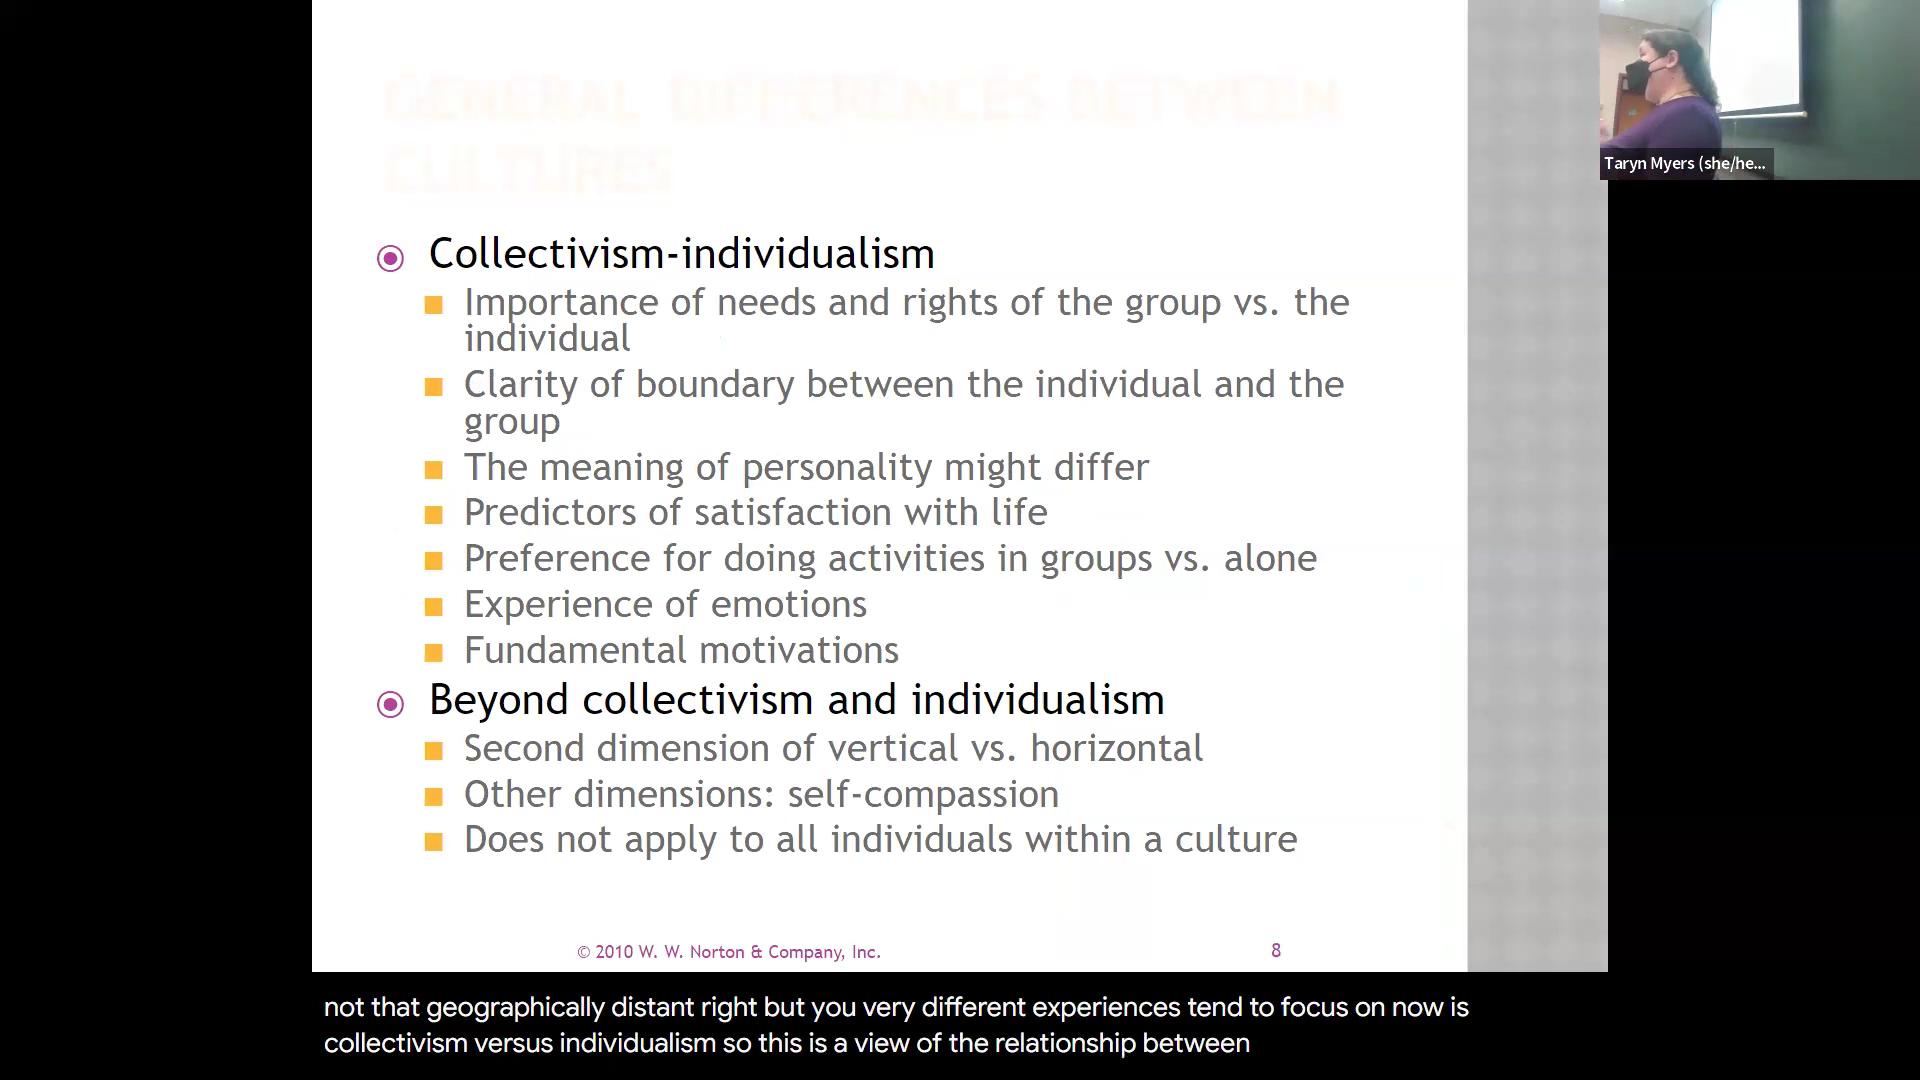 GENERAL DIFFERENCES BETWEEN
CULTURES
Collectivism-individualism
Importance of needs and rights of the group vs. the
individual
Clarity of boundary between the individual and the
group
The meaning of personality might differ
Predictors of satisfaction with life
Preference for doing activities in groups vs. alone
Experience of emotions
Fundamental motivations
Beyond collectivism and individualism
Second dimension of vertical vs. horizontal
Other dimensions: self-compassion
Does not apply to all individuals within a culture
© 2010 W. W. Norton & Company, Inc.
8
Taryn Myers (she/he...
not that geographically distant right but you very different experiences tend to focus on now is
collectivism versus individualism so this is a view of the relationship between